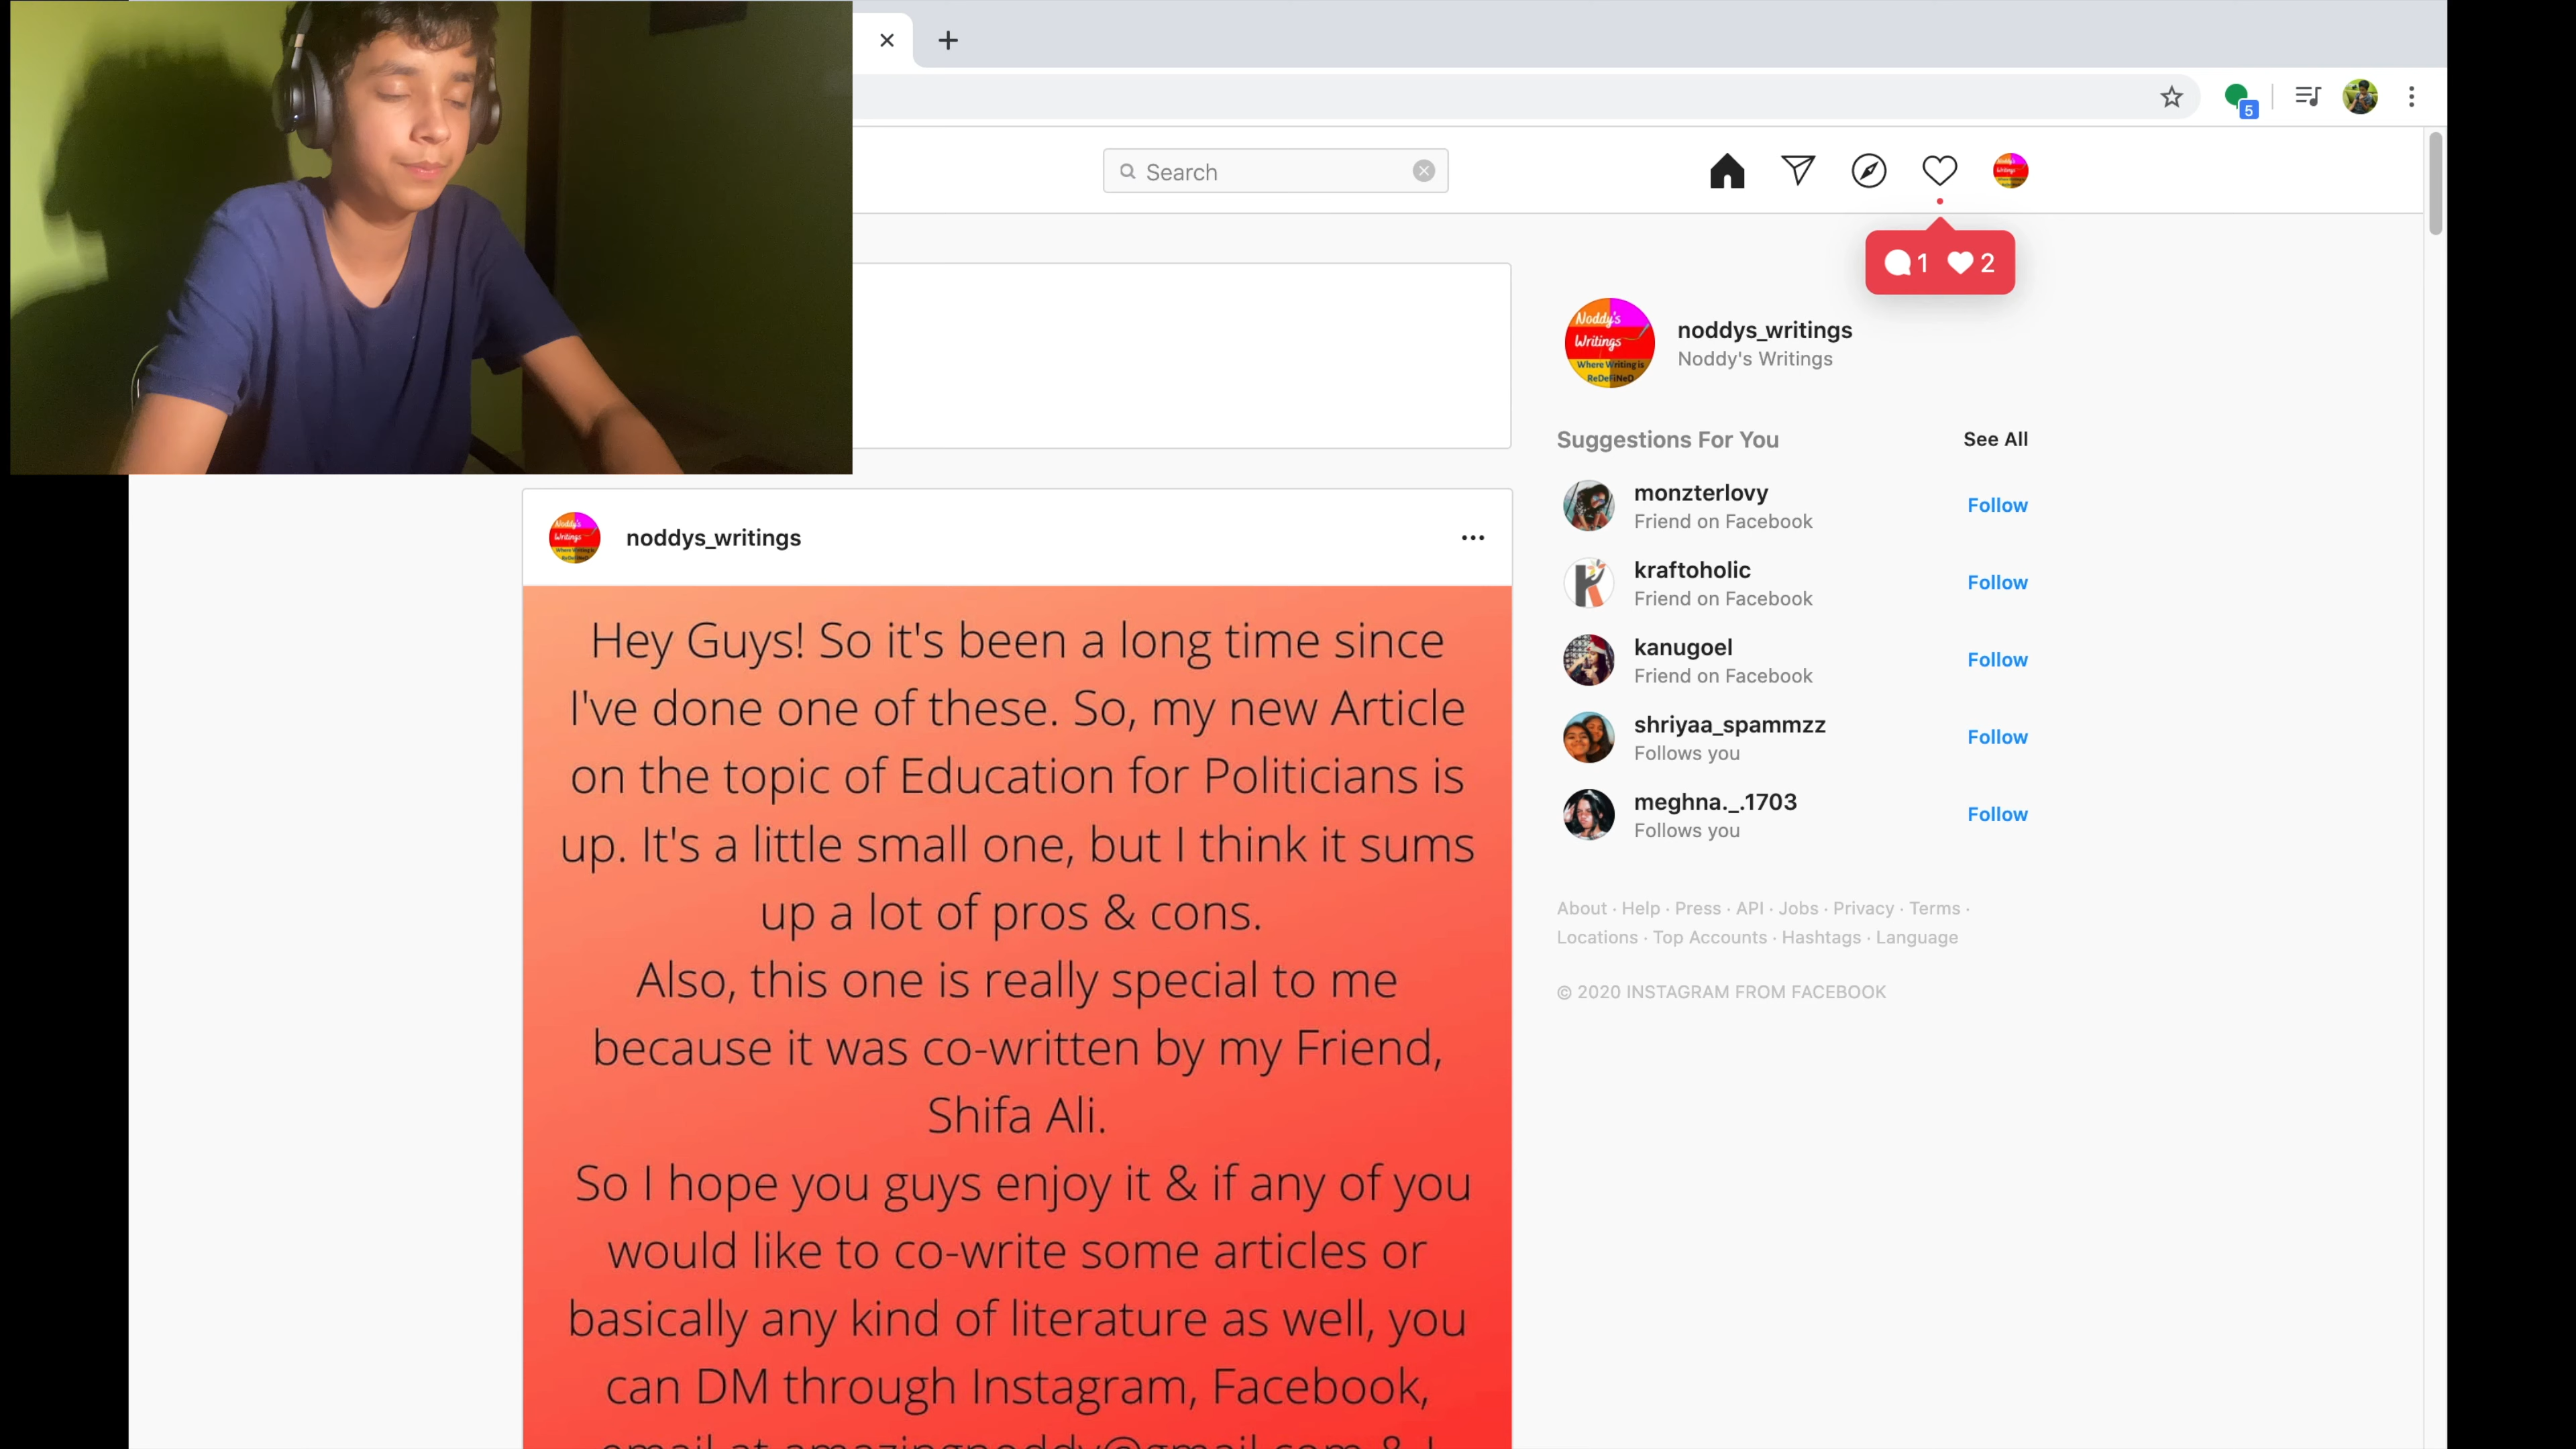 5
Search
1 2
Noddy's
Writings
Where Writing is
ReDefiNeD
noddys_writings
Noddy's Writings
Suggestions For You
See All
monzterlovy
Friend on Facebook
Follow
kraftoholic
Friend on Facebook
Follow
kanugoel
Friend on Facebook
Follow
shriyaa_spammzz
Follows you
Follow
meghna._.1703
Follows you
Follow
About · Help · Press · API · Jobs · Privacy · Terms ·
Locations · Top Accounts · Hashtags · Language
© 2020 INSTAGRAM FROM FACEBOOK
noddys_writings
Hey Guys! So it's been a long time since
I've done one of these. So, my new Article
on the topic of Education for Politicians is
up. It's a little small one, but I think it sums
up a lot of pros & cons.
Also, this one is really special to me
because it was co-written by my Friend,
Shifa Ali.
So I hope you guys enjoy it & if any of you
would like to co-write some articles or
basically any kind of literature as well, you
can DM through Instagram, Facebook,
email at amazingnoddy@gmail.com & I